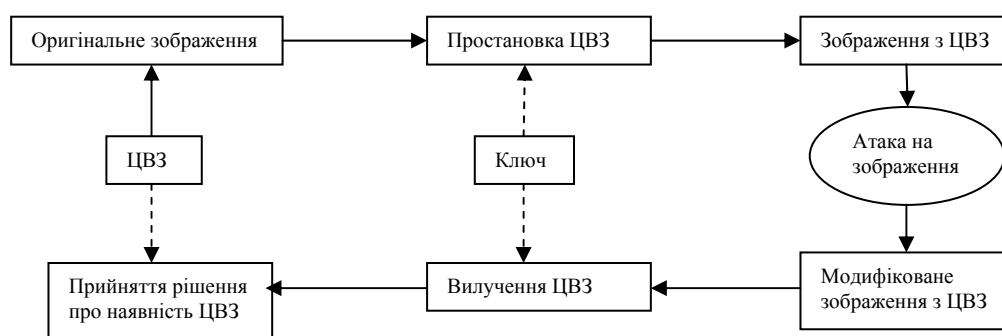 Оригінальне зображення
Простановка ЦВЗ
Зображення з ЦВЗ
ЦВЗ
Ключ
Атака на
зображення
Прийняття рішення
про наявність ЦВЗ
Вилучення ЦВЗ
Модифіковане
зображення з ЦВЗ